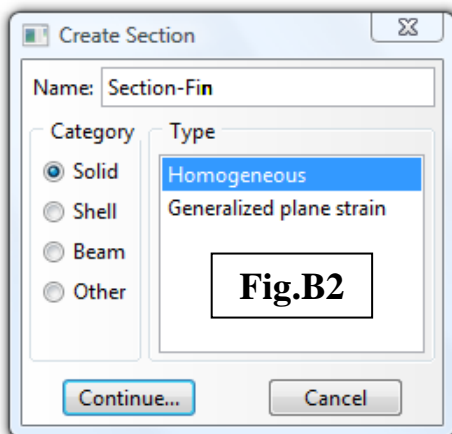 Create Section
Name: Section-Fin
Category
Type
Solid
Shell
Beam
Other
Homogeneous
Generalized plane strain
Fig.B2
Continue...
Cancel